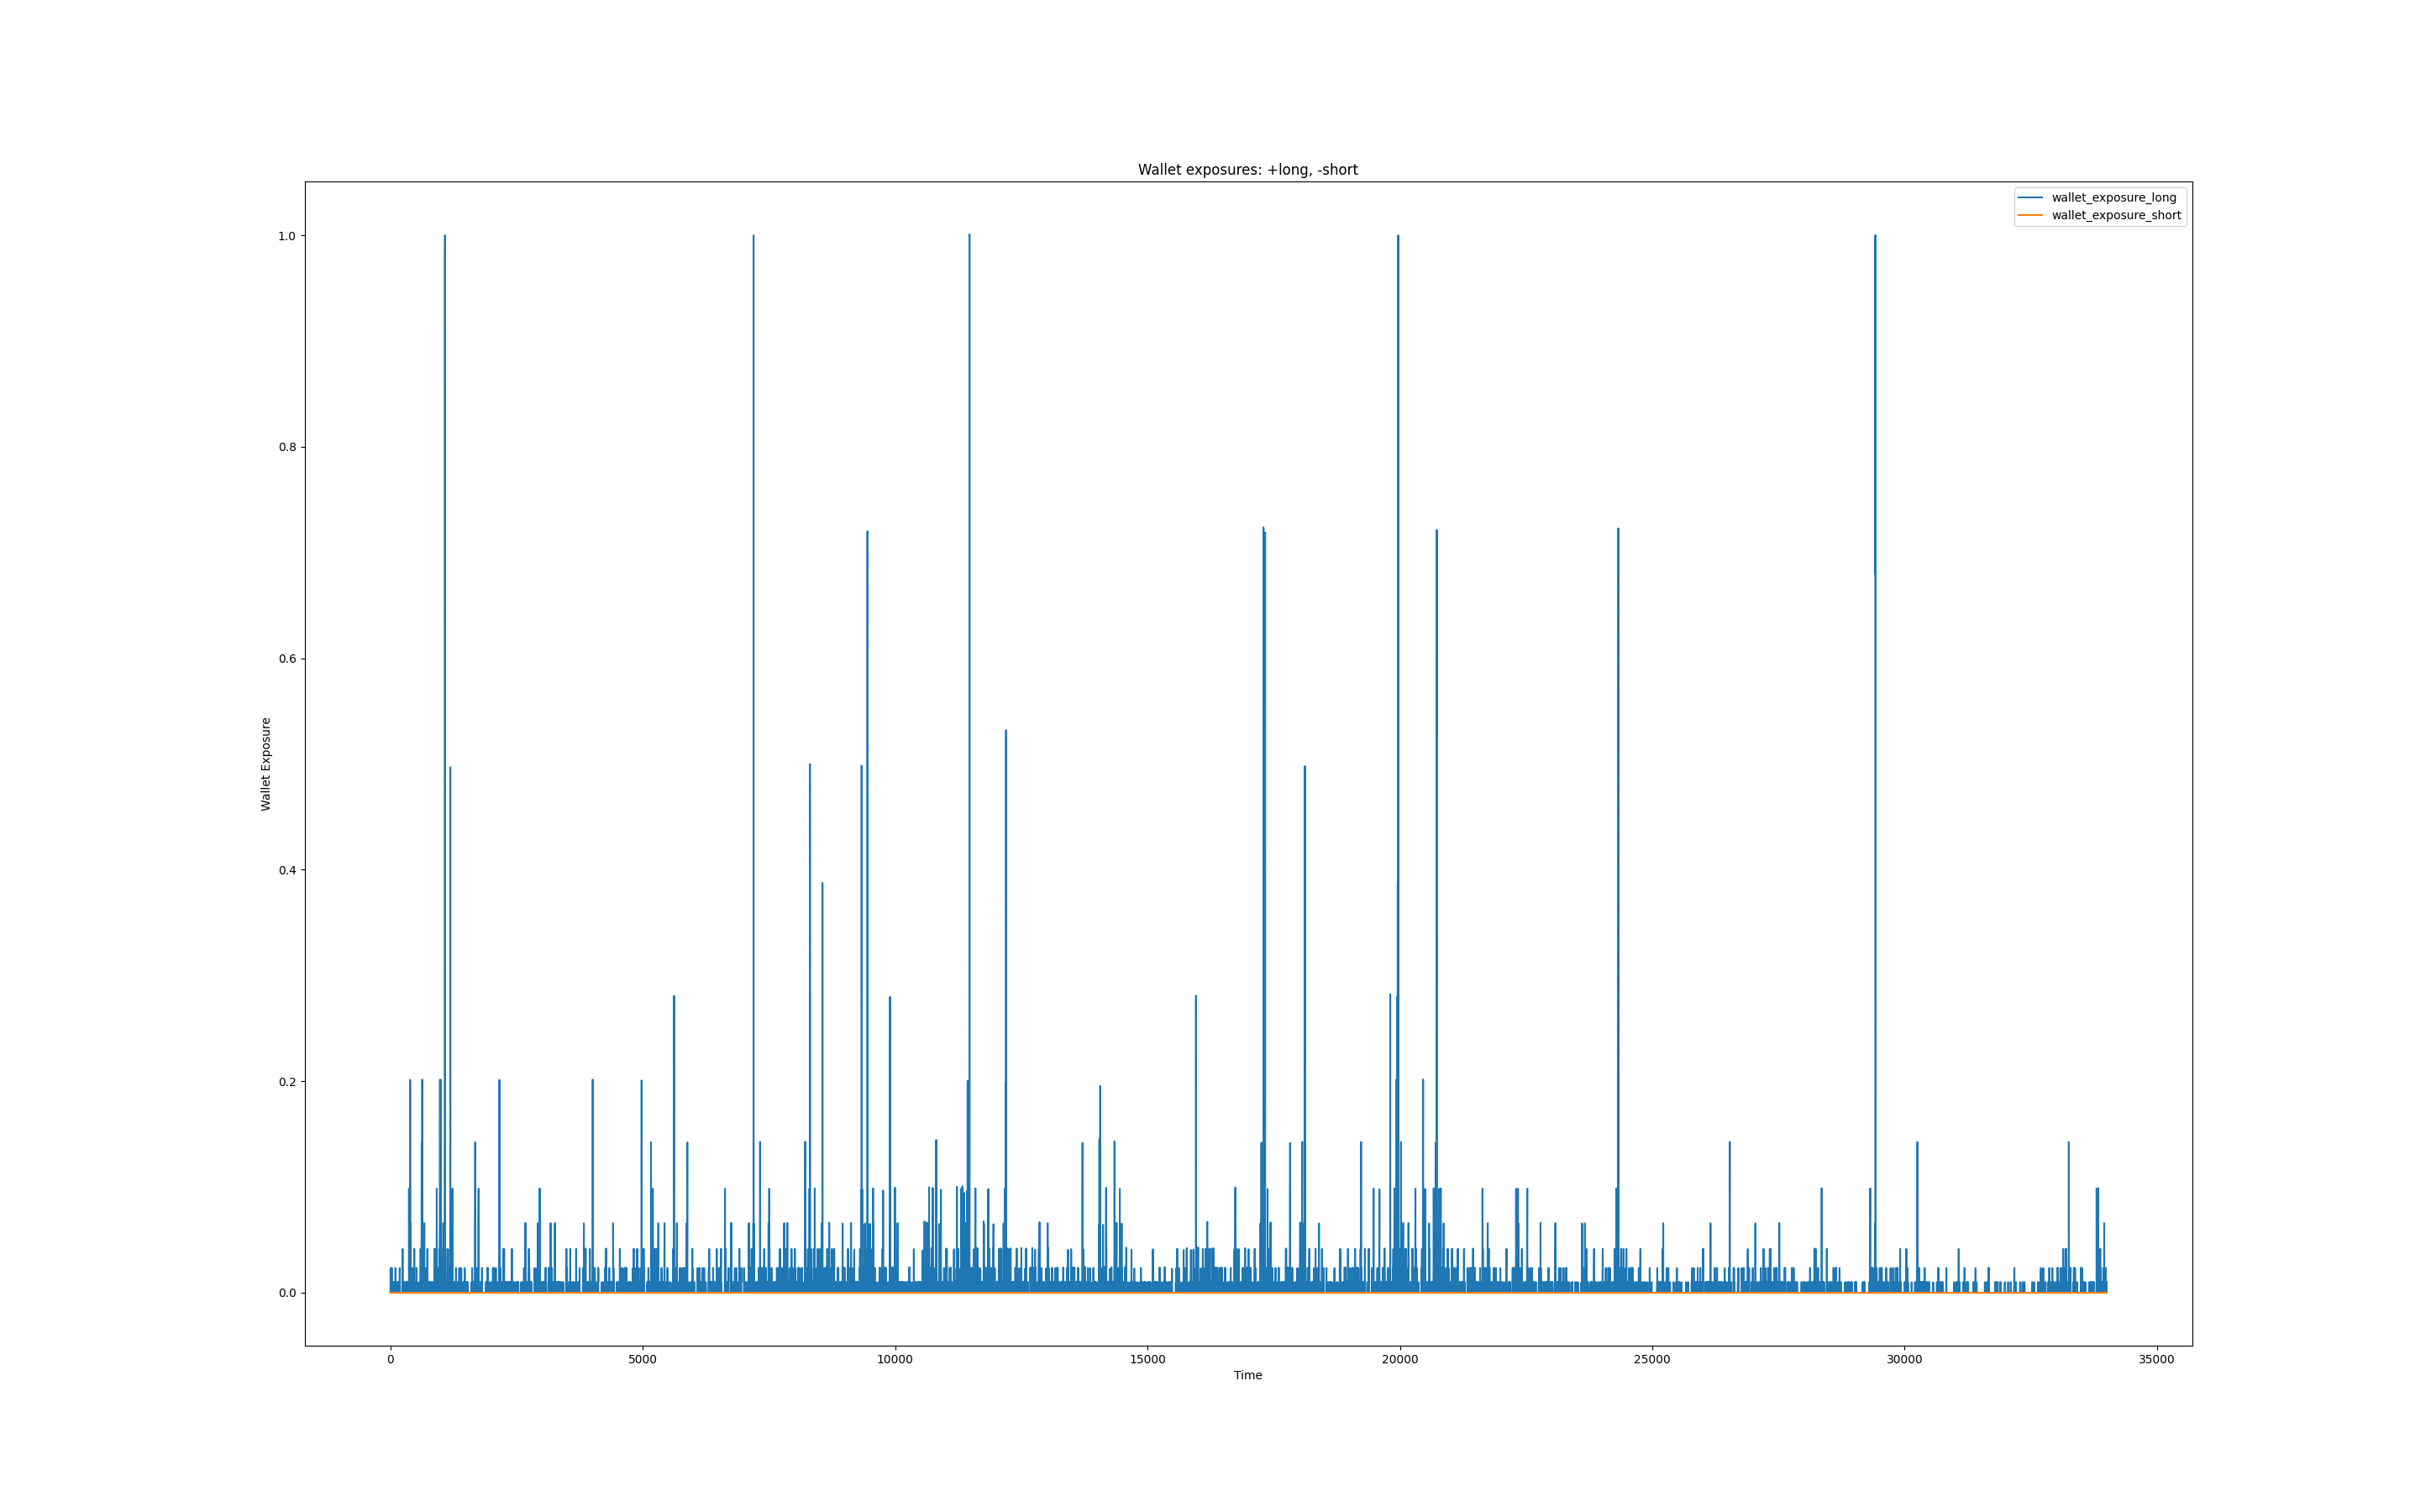 Wallet exposures: +long, -short
wallet_exposure_long
wallet_exposure_short
1.0
0.8
0.6
0.4
0.2
0.0
Wallet Exposure
0 5000 10000 15000 20000 25000 30000 35000
Time